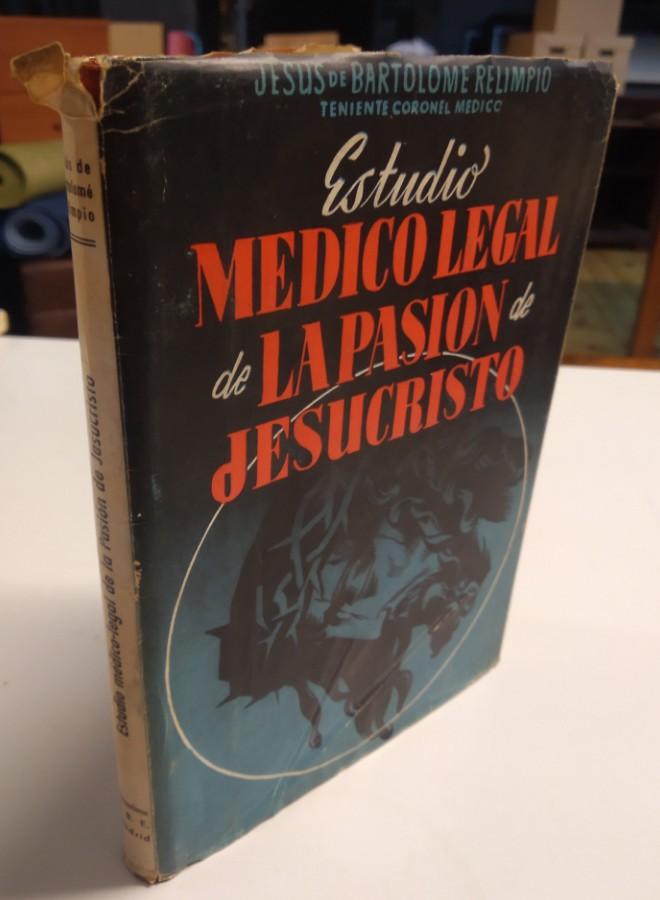 JESUS DE BARTOLOME RELIMPIO
TENIENTE CORONEL MEDICO
Estudio
MEDICO LEGAL
de LA PASION de
JESUCRISTO
de
Estudio médico-legal de la Pasión de Jesucristo
E.